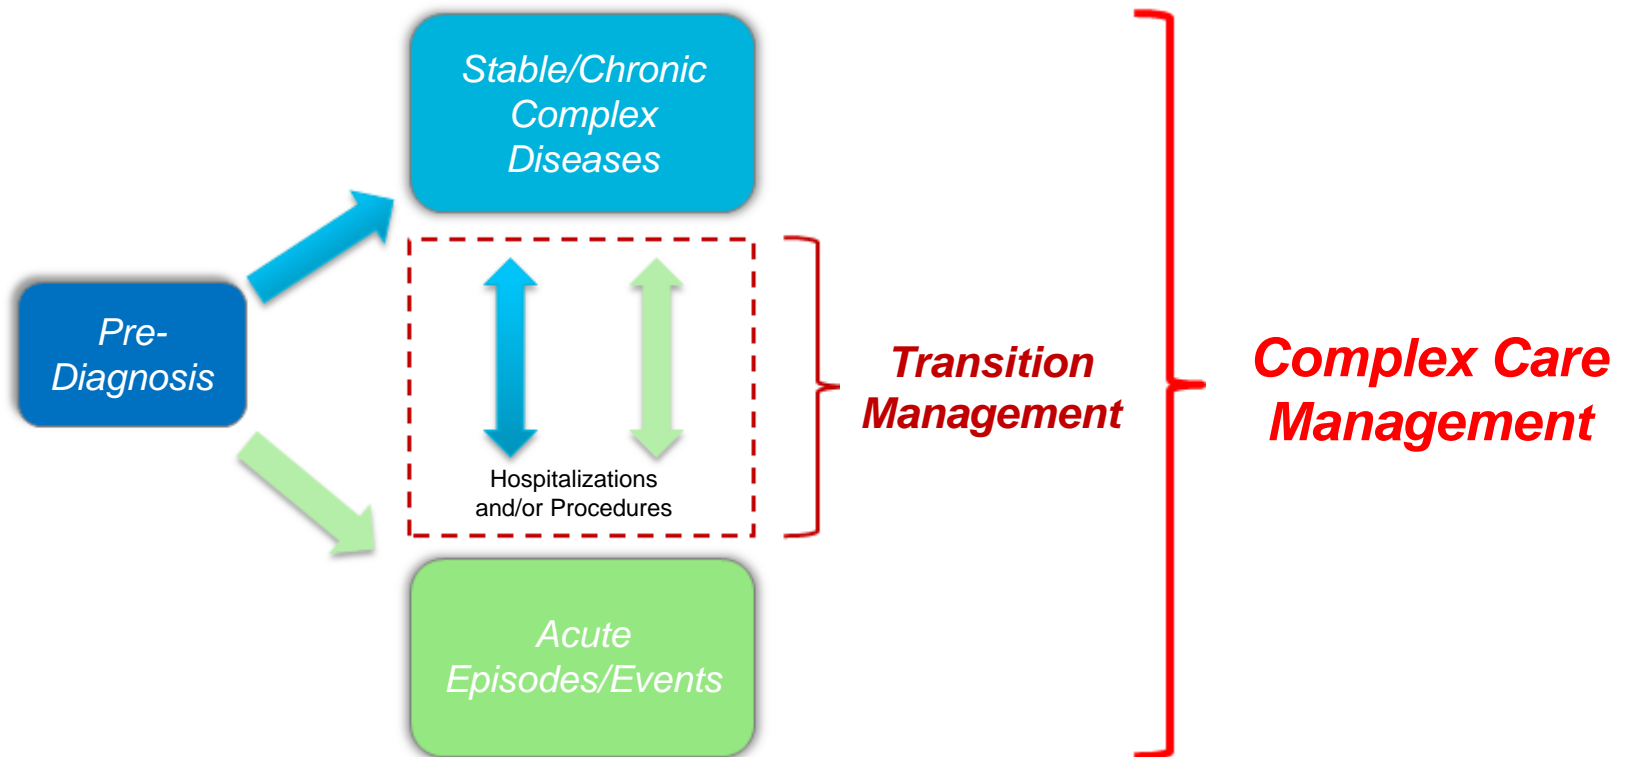 Stable/Chronic
Complex
Diseases
Pre-
Diagnosis
Hospitalizations
and/or Procedures
Transition
Management
Complex Care
Management
Acute
Episodes/Events